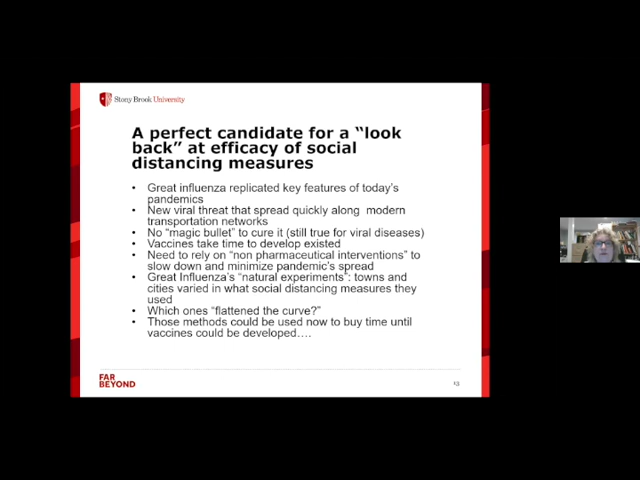 Stony Brook University
A perfect candidate for a “look
back” at efficacy of social
distancing measures
• Great influenza replicated key features of today’s
pandemics
• New viral threat that spread quickly along modern
transportation networks
• No “magic bullet” to cure it (still true for viral diseases)
• Vaccines take time to develop existed
• Need to rely on “non pharmaceutical interventions” to
slow down and minimize pandemic’s spread
• Great Influenza’s “natural experiments”: towns and
cities varied in what social distancing measures they
used
• Which ones “flattened the curve?”
• Those methods could be used now to buy time until
vaccines could be developed….
FAR
BEYOND
13